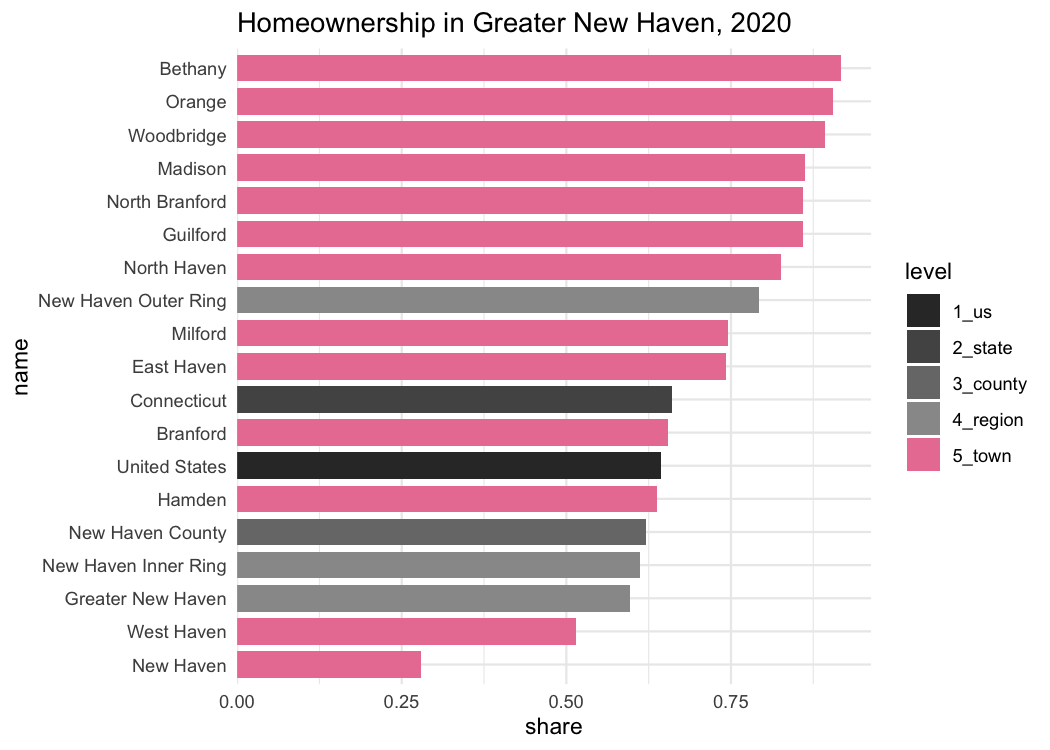 Homeownership in Greater New Haven, 2020
Bethany
Orange
Woodbridge
Madison
North Branford
Guilford
North Haven
New Haven Outer Ring
Milford
East Haven
Connecticut
Branford
United States
Hamden
New Haven County
New Haven Inner Ring
Greater New Haven
West Haven
New Haven
name
0.00 0.25 0.50 0.75
share
level
1_us
2_state
3_county
4_region
5_town